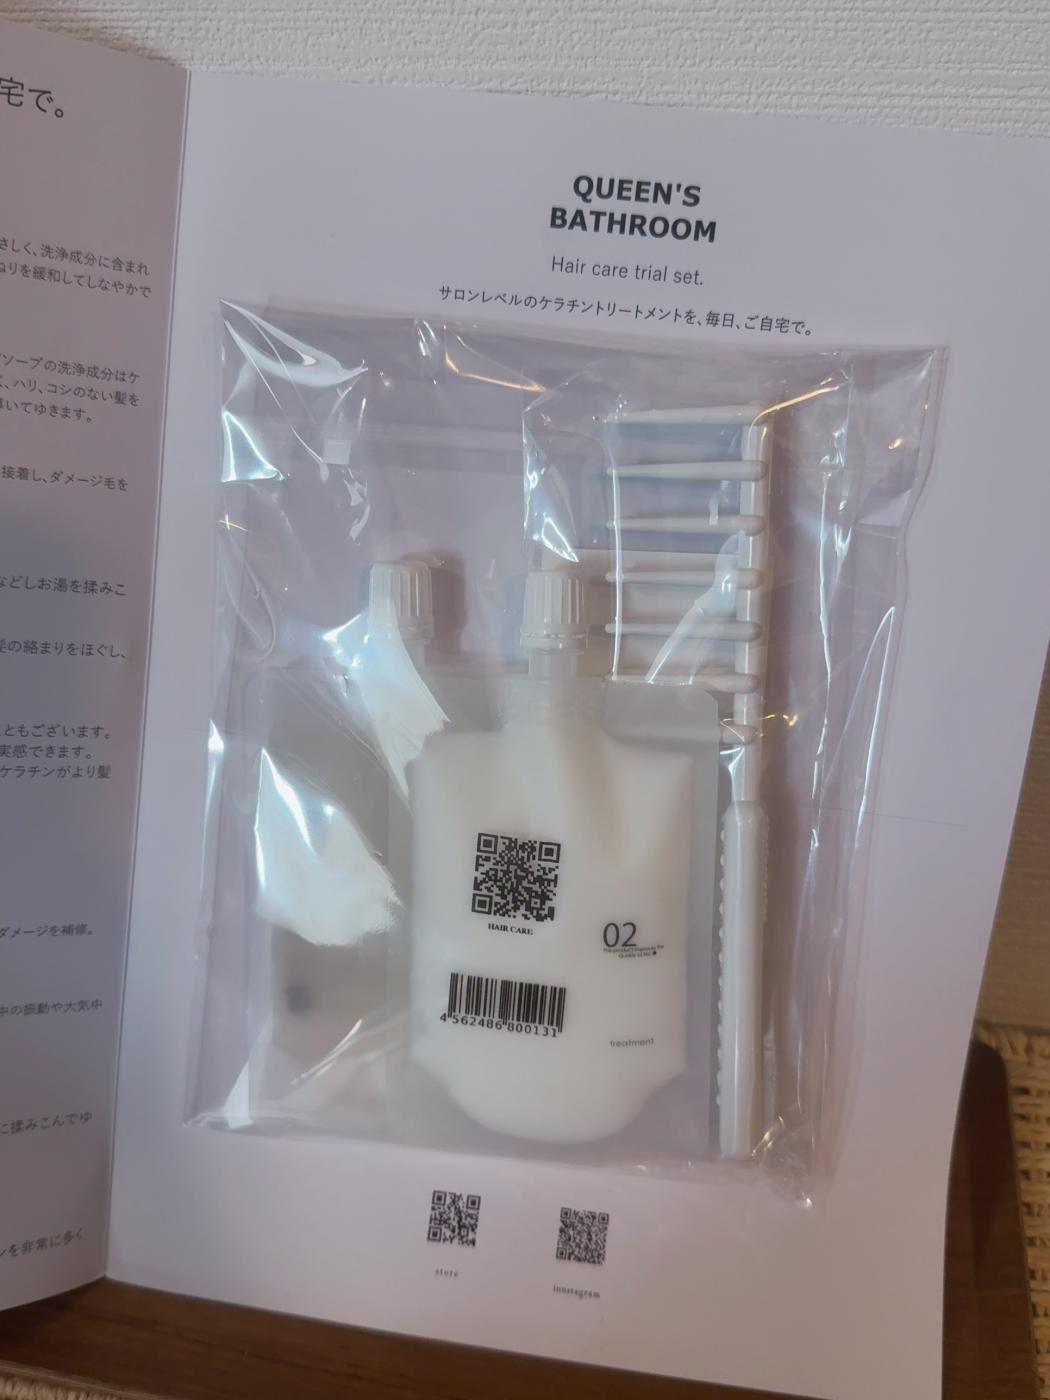 宅で。
さしく、洗浄成分に含まれ
ねりを緩和してしなやかで
ソープの洗浄成分はケ
、ハリ、コシのない髪を
導いてゆきます。
接着し、ダメージ毛を
などしお湯を揉みこ
の絡まりをほぐし、
ともございます。
実感できます。
ケラチンがより髪
ダメージを補修。
中の振動や大気中
に揉みこんでゆ
を非常に多く
QUEEN'S
BATHROOM
Hair care trial set.
サロンレベルのケラチントリートメントを、毎日、ご自宅で。
HAIR CARE
02
4562486800131
treatment
store
innstagram